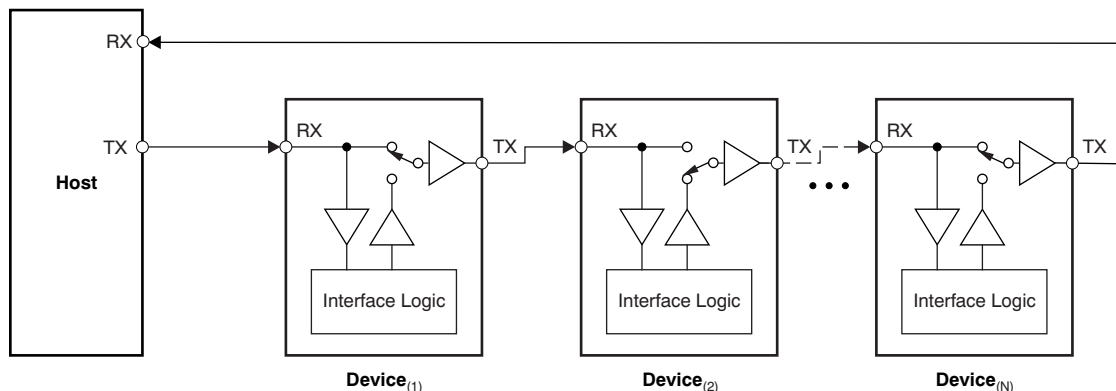 RX
TX
Host
RX
TX
Interface Logic
Device(1)
RX
TX
Interface Logic
Device(2)
RX
TX
Interface Logic
Device(N)